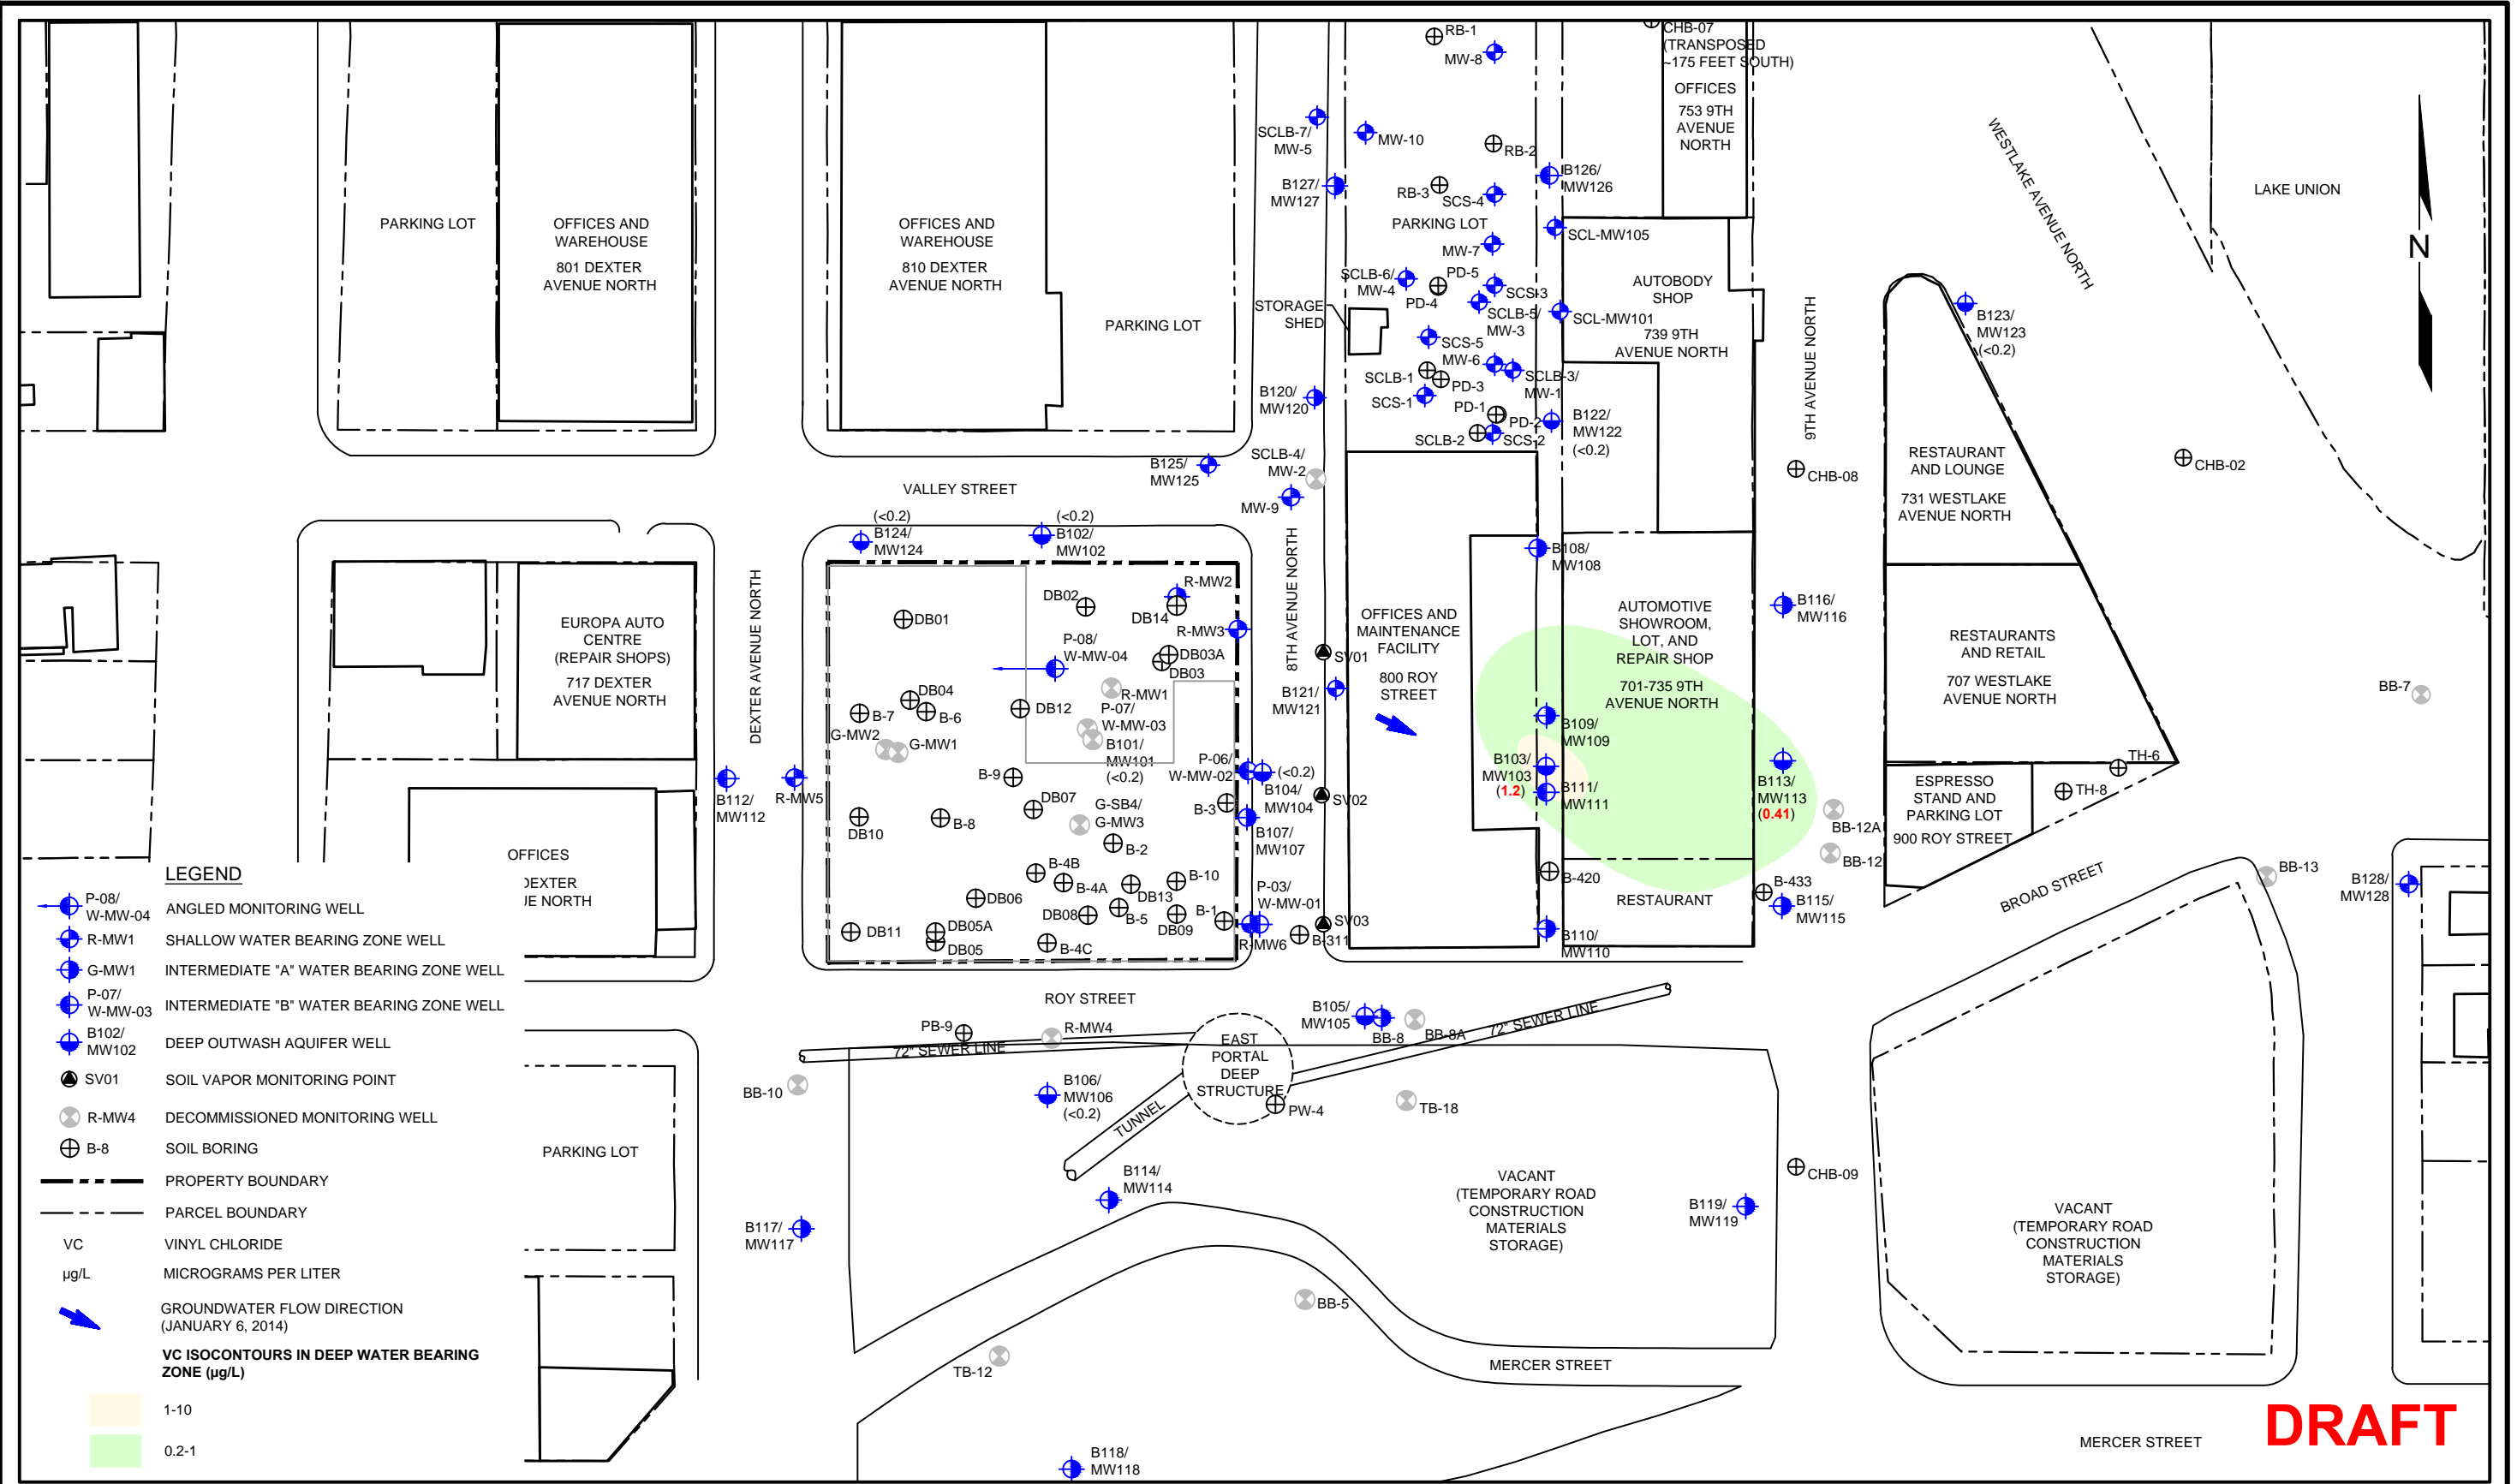 RB-1
MW-8
CHB-07
(TRANSPOSED
~175 FEET SOUTH)
OFFICES
753 9TH
AVENUE
NORTH
SCLB-7/
MW-5
MW-10
RB-2
B127/
MW127
RB-3
SCS-4
B126/
MW126
PARKING LOT
MW-7
SCL-MW105
WESTLAKE AVENUE NORTH
LAKE UNION
N
PARKING LOT
OFFICES AND
WAREHOUSE
801 DEXTER
AVENUE NORTH
OFFICES AND
WAREHOUSE
810 DEXTER
AVENUE NORTH
PARKING LOT
SCLB-6/
MW-4
PD-5
PD-4
SCS-3
SCLB-5/
MW-3
STORAGE
SHED
SCL-MW101
AUTOBODY
SHOP
739 9TH
AVENUE NORTH
9TH AVENUE NORTH
B123/
MW123
(<0.2)
SCS-5
MW-6
SCLB-1
PD-3
SCLB-3/
MW-1
SCS-1
PD-1
PD-2
SCLB-2
SCS-2
B122/
MW122
(<0.2)
B120/
MW120
B125/
MW125
SCLB-4/
MW-2
MW-9
VALLEY STREET
CHB-08
RESTAURANT
AND LOUNGE
731 WESTLAKE
AVENUE NORTH
CHB-02
(<0.2)
B124/
MW124
(<0.2)
B102/
MW102
B108/
MW108
EUROPA AUTO
CENTRE
(REPAIR SHOPS)
717 DEXTER
AVENUE NORTH
DEXTER AVENUE NORTH
DB01
DB02
R-MW2
DB14
R-MW3
P-08/
W-MW-04
DB03A
DB03
8TH AVENUE NORTH
SV01
OFFICES AND
MAINTENANCE
FACILITY
800 ROY
STREET
AUTOMOTIVE
SHOWROOM,
LOT, AND
REPAIR SHOP
701-735 9TH
AVENUE NORTH
B116/
MW116
RESTAURANTS
AND RETAIL
707 WESTLAKE
AVENUE NORTH
BB-7
DB04
B-7
B-6
DB12
R-MW1
P-07/
W-MW-03
B101/
MW101
(<0.2)
G-MW2
G-MW1
B121/
MW121
B109/
MW109
B103/
MW103
(1.2)
B111/
MW111
B113/
MW113
(0.41)
TH-6
TH-8
ESPRESSO
STAND AND
PARKING LOT
900 ROY STREET
BB-12A
BB-12
B112/
MW112
R-MW5
B-9
P-06/
W-MW-02
(<0.2)
B104/
MW104
SV02
DB10
B-8
DB07
G-SB4/
G-MW3
B-3
B107/
MW107
B-2
B-4B
B-4A
DB13
B-10
DB06
DB08
B-5
DB09
B-1
P-03/
W-MW-01
R-MW6
B-311
SV03
DB11
DB05A
DB05
B-4C
B-420
B110/
MW110
RESTAURANT
B-433
B115/
MW115
BROAD STREET
BB-13
B128/
MW128
OFFICES
DEXTER
UE NORTH
ROY STREET
PB-9
R-MW4
72" SEWER LINE
EAST
PORTAL
DEEP
STRUCTURE
B105/
MW105
BB-8
BB-8A
72" SEWER LINE
BB-10
B106/
MW106
(<0.2)
TUNNEL
PW-4
TB-18
PARKING LOT
B114/
MW114
B117/
MW117
VACANT
(TEMPORARY ROAD
CONSTRUCTION
MATERIALS
STORAGE)
B119/
MW119
CHB-09
VACANT
(TEMPORARY ROAD
CONSTRUCTION
MATERIALS
STORAGE)
BB-5
TB-12
MERCER STREET
B118/
MW118
MERCER STREET
DRAFT
LEGEND
P-08/
W-MW-04
ANGLED MONITORING WELL
R-MW1 SHALLOW WATER BEARING ZONE WELL
G-MW1 INTERMEDIATE "A" WATER BEARING ZONE WELL
P-07/
W-MW-03
INTERMEDIATE "B" WATER BEARING ZONE WELL
B102/
MW102
DEEP OUTWASH AQUIFER WELL
SV01 SOIL VAPOR MONITORING POINT
R-MW4 DECOMMISSIONED MONITORING WELL
B-8 SOIL BORING
PROPERTY BOUNDARY
PARCEL BOUNDARY
VC VINYL CHLORIDE
µg/L MICROGRAMS PER LITER
GROUNDWATER FLOW DIRECTION
(JANUARY 6, 2014)
VC ISOCONTOURS IN DEEP WATER BEARING
ZONE (µg/L)
1-10
0.2-1